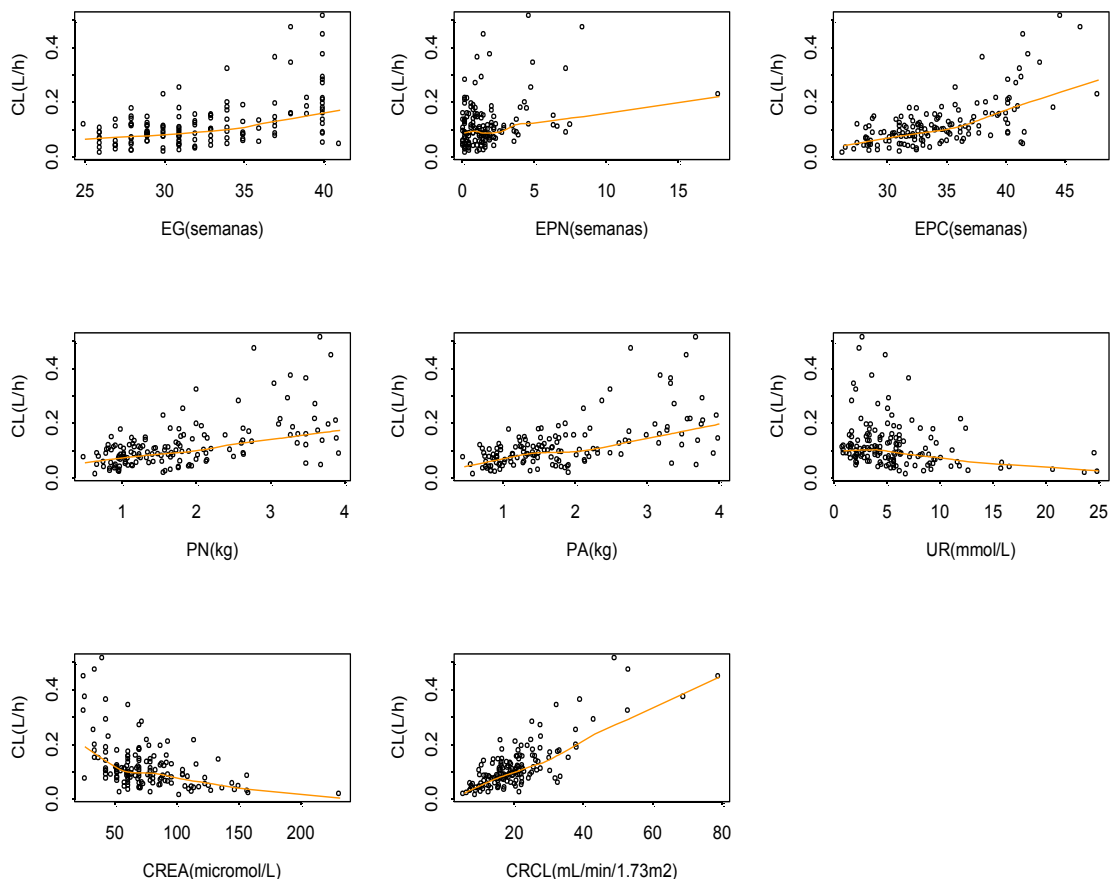 CL(L/h)
0.0 0.2 0.4
25 30 35 40
EG(semanas)
CL(L/h)
0.0 0.2 0.4
0 5 10 15
EPN(semanas)
CL(L/h)
0.0 0.2 0.4
30 35 40 45
EPC(semanas)
CL(L/h)
0.0 0.2 0.4
1 2 3 4
PN(kg)
CL(L/h)
0.0 0.2 0.4
1 2 3 4
PA(kg)
CL(L/h)
0.0 0.2 0.4
0 5 10 15 20 25
UR(mmol/L)
CL(L/h)
0.0 0.2 0.4
50 100 150 200
CREA(micromol/L)
CL(L/h)
0.0 0.2 0.4
20 40 60 80
CRCL(mL/min/1.73m2)